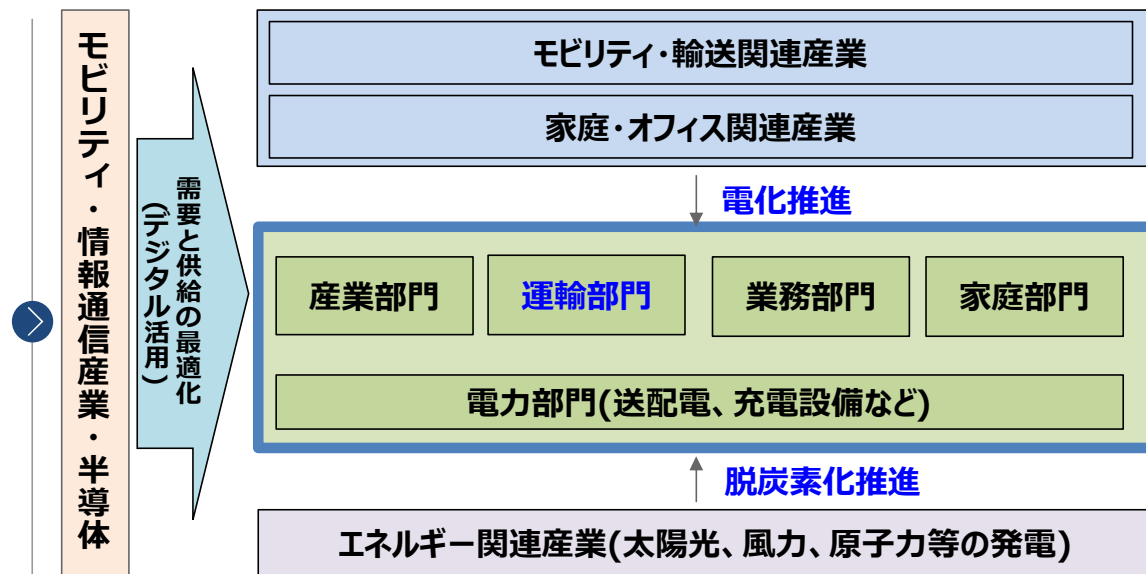 モビリティ・情報通信産業・半導体
需要と供給の最適化
(デジタル活用)
モビリティ・輸送関連産業
家庭・オフィス関連産業
電化推進
産業部門
運輸部門
業務部門
家庭部門
電力部門(送配電、充電設備など)
脱炭素化推進
エネルギー関連産業(太陽光、風力、原子力等の発電)